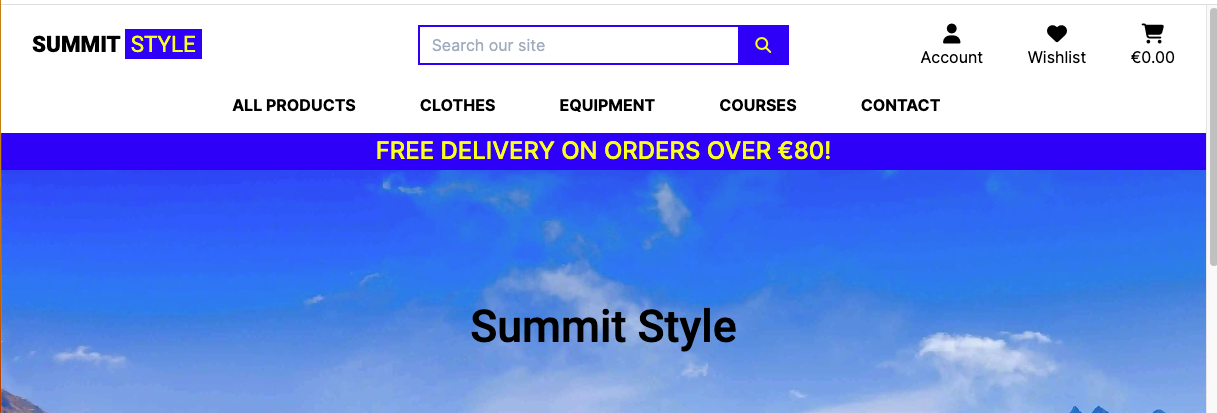 SUMMIT STYLE
Search our site
Account
Wishlist
€0.00
ALL PRODUCTS CLOTHES EQUIPMENT COURSES CONTACT
FREE DELIVERY ON ORDERS OVER €80!
Summit Style